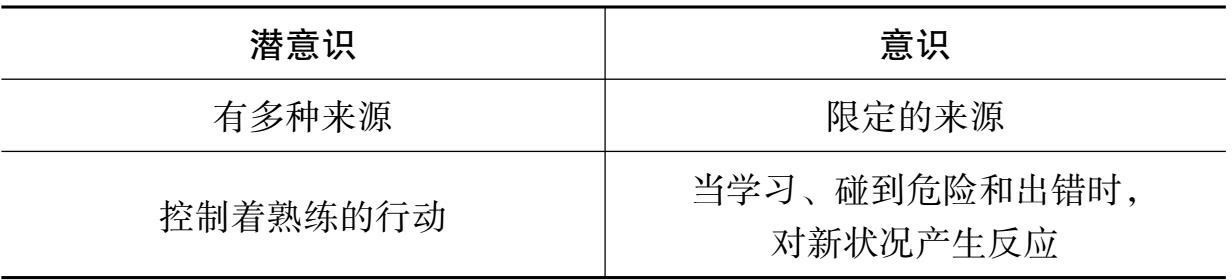 潜意识
意识
有多种来源
限定的来源
控制着熟练的行动
当学习、碰到危险和出错时，
对新状况产生反应